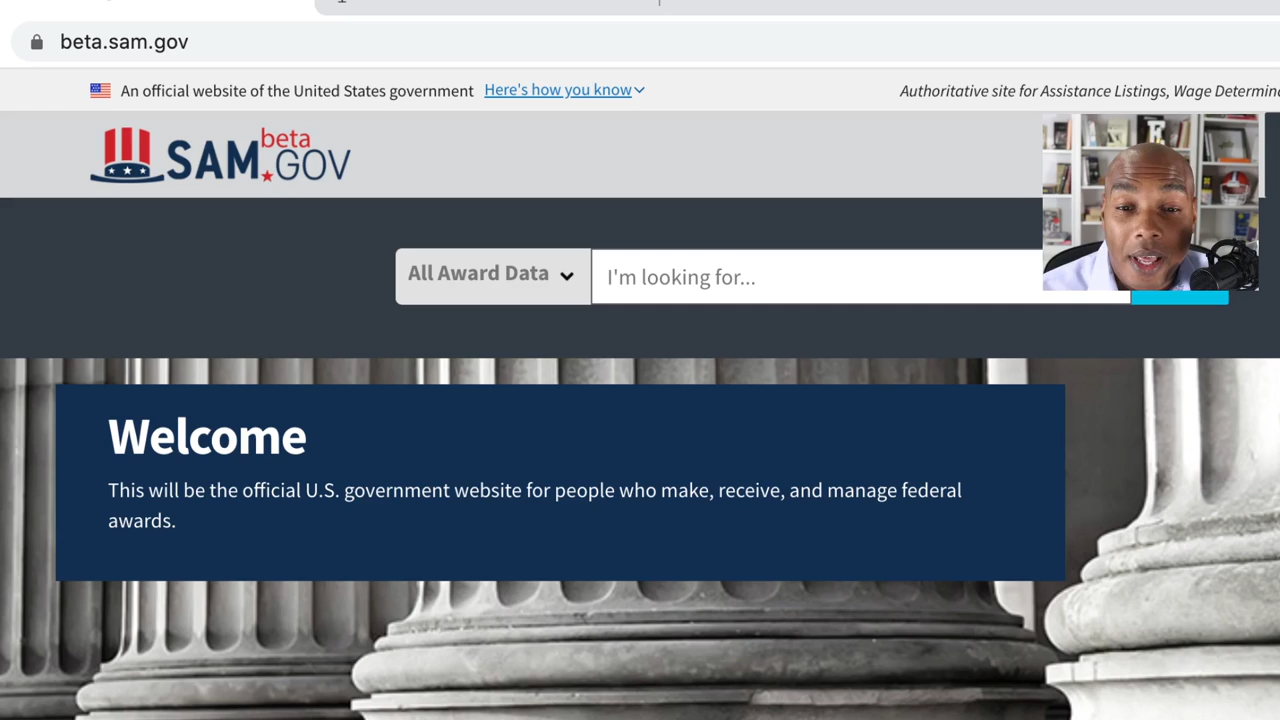 beta.sam.gov
An official website of the United States government Here's how you know
Authoritative site for Assistance Listings, Wage
SAM.GOV beta
All Award Data
I'm looking for...
Welcome
This will be the official U.S. government website for people who make, receive, and manage federal
awards.